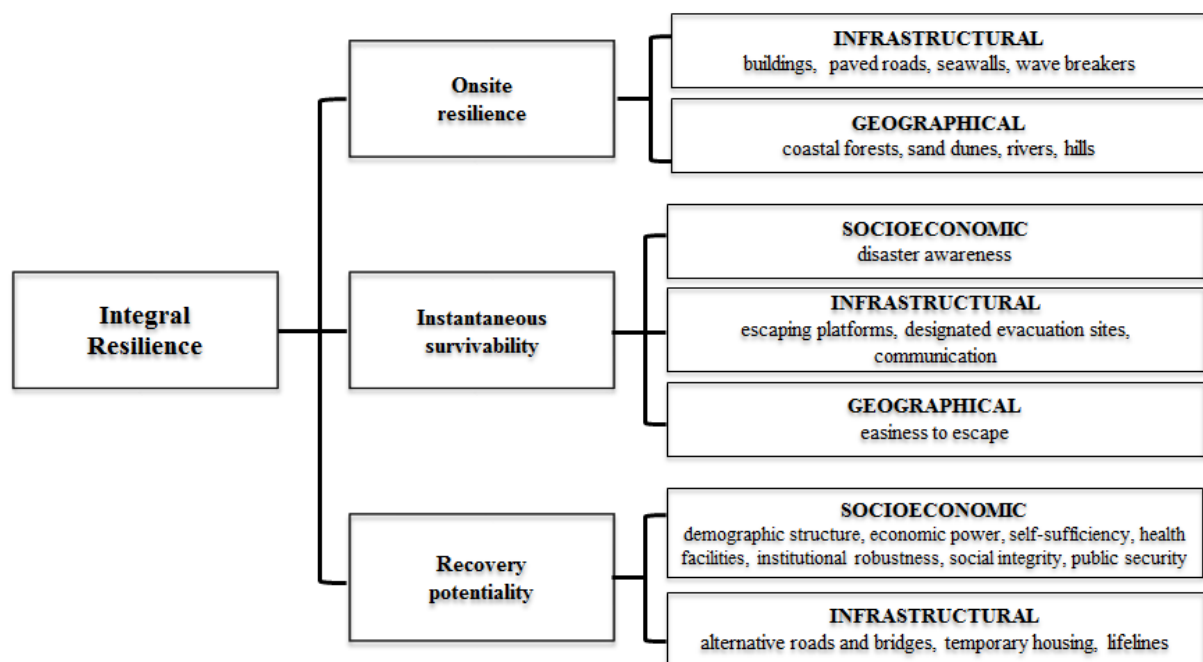 Integral
Resilience
Onsite
resilience
INFRASTRUCTURAL
buildings, paved roads, seawalls, wave breakers
GEOGRAPHICAL
coastal forests, sand dunes, rivers, hills
Instantaneous
survivability
SOCIOECONOMIC
disaster awareness
INFRASTRUCTURAL
escaping platforms, designated evacuation sites,
communication
GEOGRAPHICAL
easiness to escape
Recovery
potentiality
SOCIOECONOMIC
demographic structure, economic power, self-sufficiency, health
facilities, institutional robustness, social integrity, public security
INFRASTRUCTURAL
alternative roads and bridges, temporary housing, lifelines